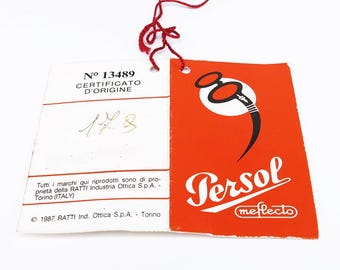 Nº 13489
CERTIFICATO
D'ORIGINE
178
Tutti i marchi qui riprodotti sono di pro-
prietà della RATTI Industria Ottica S.p.A. -
Torino (ITALY)
© 1987 RATTI Ind. Ottica S.p.A. - Torino
Persol
meflecto